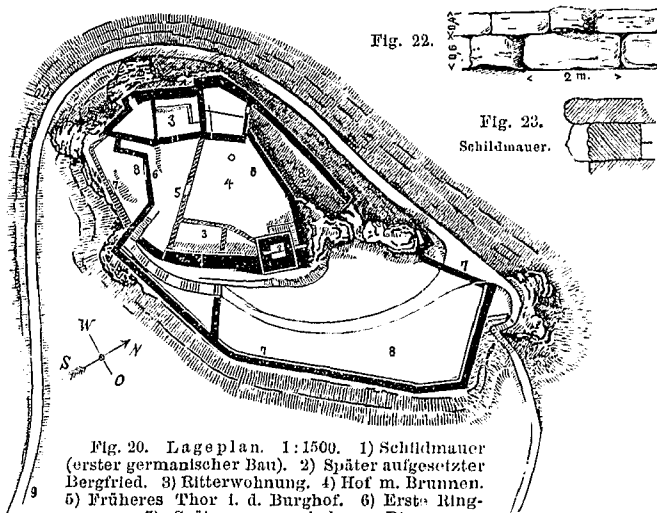 Fig. 22.
0,6 × 0,4
2 m.
Fig. 23.
Schildmauer.
3
8
6
7
5
4
8
3
7
7
8
W
N
S
O
9
Fig. 20. Lageplan. 1:1500. 1) Schildmauer
(erster germanischer Bau). 2) Später aufgesetzter
Bergfried. 3) Ritterwohnung. 4) Hof m. Brunnen.
5) Früheres Thor i. d. Burghof. 6) Erste Ring-